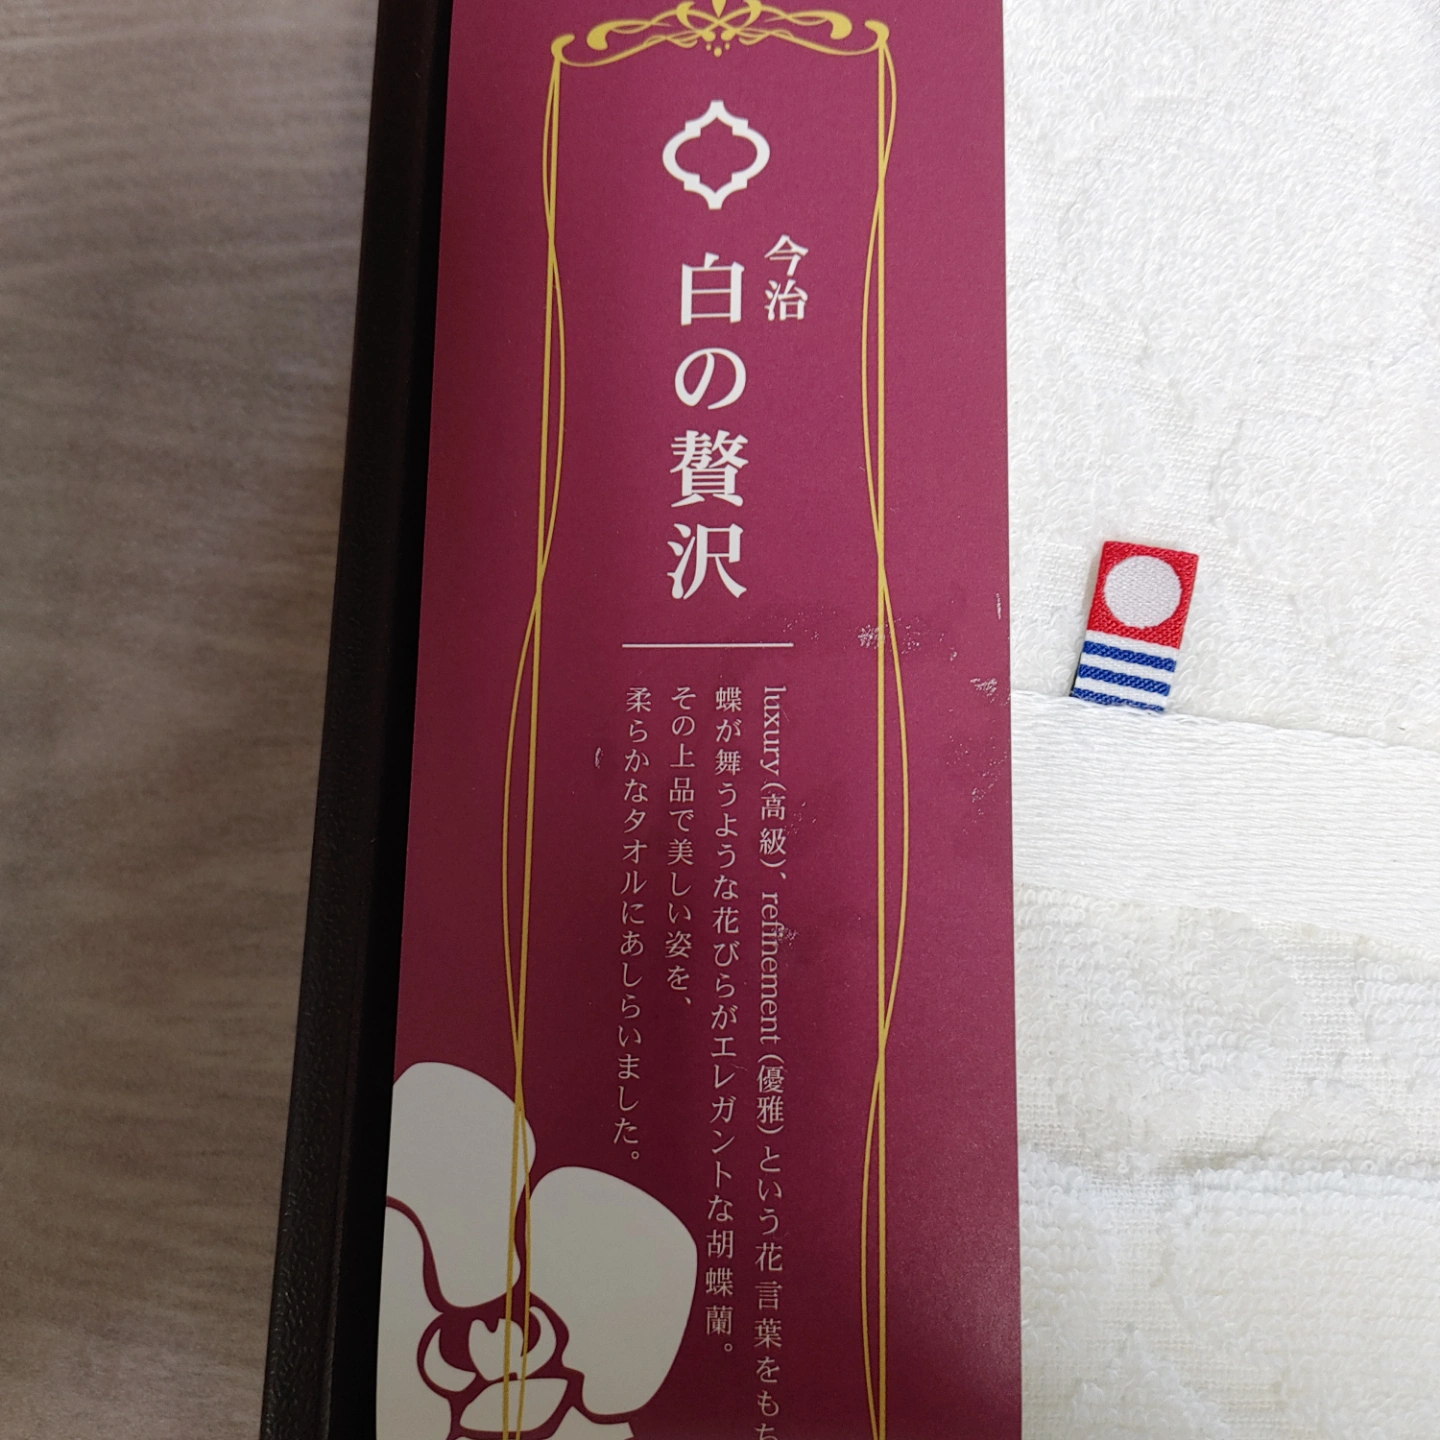 今治
白の贅沢
luxury(高級)、refinement(優雅)という花言葉をもち
蝶が舞うような花びらがエレガントな胡蝶蘭。
その上品で美しい姿を、
柔らかなタオルにあしらいました。